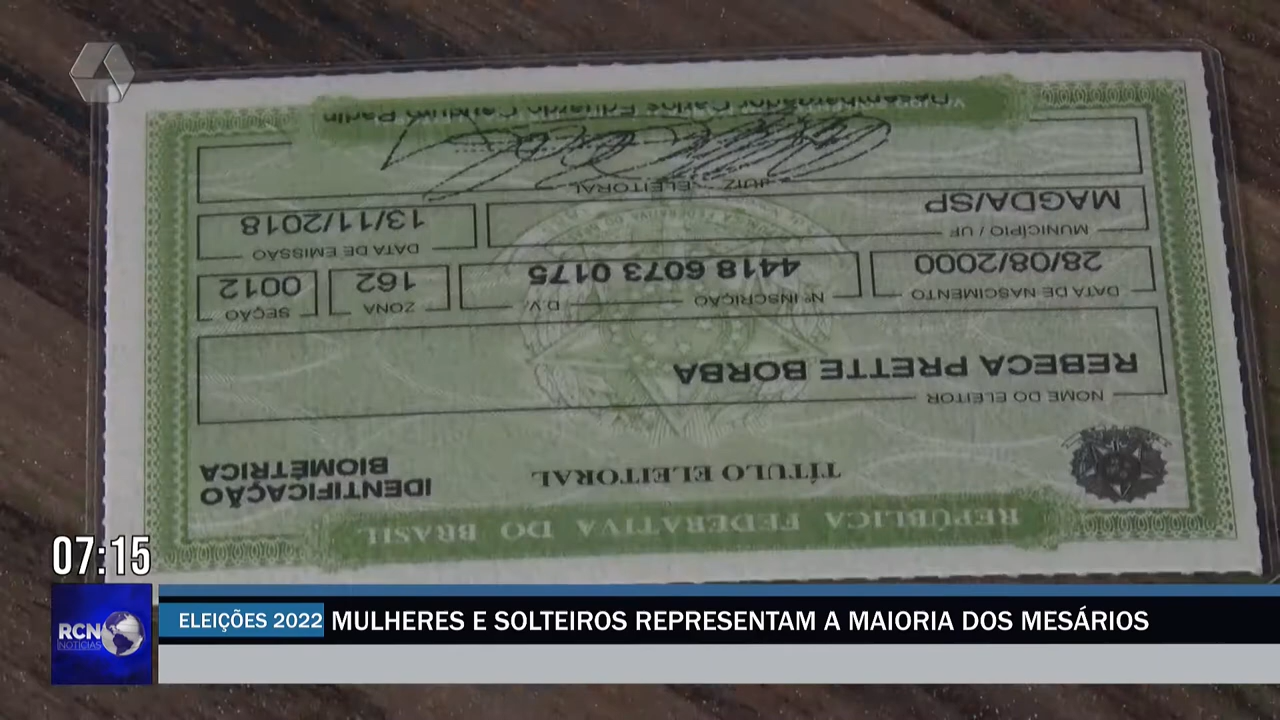 REPÚBLICA FEDERATIVA DO BRASIL
TÍTULO ELEITORAL
IDENTIFICAÇÃO
BIOMÉTRICA
NOME DO ELEITOR
REBECA PRETTE BORBA
DATA DE NASCIMENTO
28/08/2000
Nº INSCRIÇÃO D.V.
4418 6073 0175
ZONA
162
SEÇÃO
0012
MUNICÍPIO / UF
MAGDA/SP
DATA DE EMISSÃO
13/11/2018
JUIZ ELEITORAL
07:15
RCN
NOTÍCIAS
ELEIÇÕES 2022 MULHERES E SOLTEIROS REPRESENTAM A MAIORIA DOS MESÁRIOS